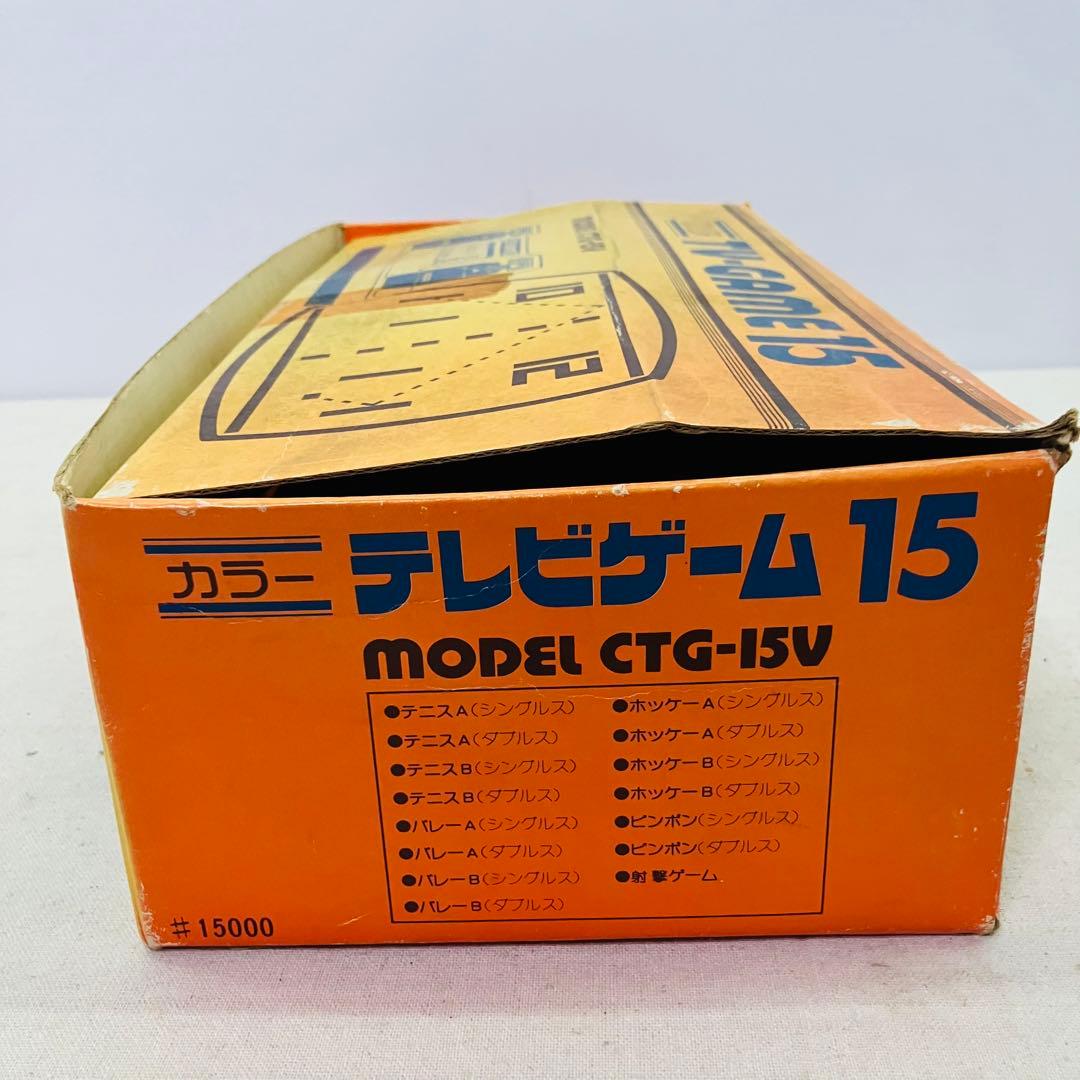 TV-GAME 15
カラー
テレビゲーム 15
MODEL CTG-15V
●テニスA(シングルス)
●テニスA(ダブルス)
●テニスB(シングルス)
●テニスB(ダブルス)
●バレーA(シングルス)
●バレーA(ダブルス)
●バレーB(シングルス)
●バレーB(ダブルス)
●ホッケーA(シングルス)
●ホッケーA(ダブルス)
●ホッケーB(シングルス)
●ホッケーB(ダブルス)
●ピンポン(シングルス)
●ピンポン(ダブルス)
●射撃ゲーム
#15000